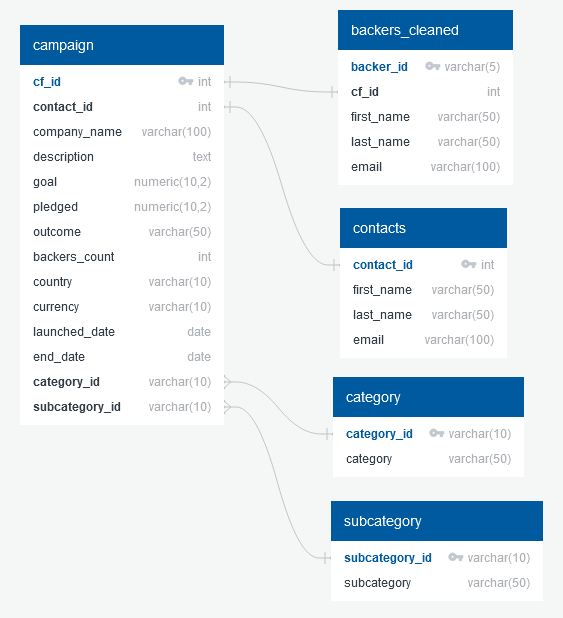 campaign
cf_id int
contact_id int
company_name varchar(100)
description text
goal numeric(10,2)
pledged numeric(10,2)
outcome varchar(50)
backers_count int
country varchar(10)
currency varchar(10)
launched_date date
end_date date
category_id varchar(10)
subcategory_id varchar(10)
backers_cleaned
backer_id varchar(5)
cf_id int
first_name varchar(50)
last_name varchar(50)
email varchar(100)
contacts
contact_id int
first_name varchar(50)
last_name varchar(50)
email varchar(100)
category
category_id varchar(10)
category varchar(50)
subcategory
subcategory_id varchar(10)
subcategory varchar(50)